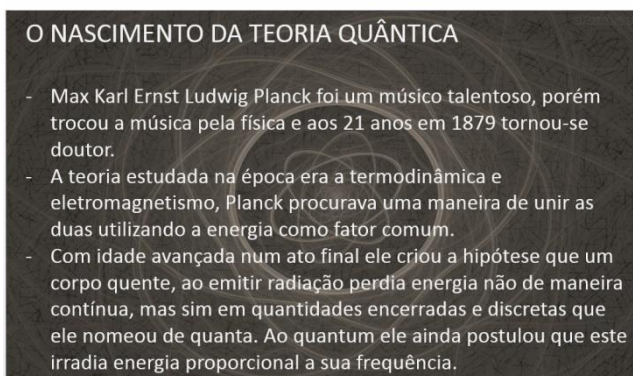 O NASCIMENTO DA TEORIA QUÂNTICA
- Max Karl Ernst Ludwig Planck foi um músico talentoso, porém
trocou a música pela física e aos 21 anos em 1879 tornou-se
doutor.
- A teoria estudada na época era a termodinâmica e
eletromagnetismo, Planck procurava uma maneira de unir as
duas utilizando a energia como fator comum.
- Com idade avançada num ato final ele criou a hipótese que um
corpo quente, ao emitir radiação perdia energia não de maneira
contínua, mas sim em quantidades encerradas e discretas que
ele nomeou de quanta. Ao quantum ele ainda postulou que este
irradia energia proporcional a sua frequência.